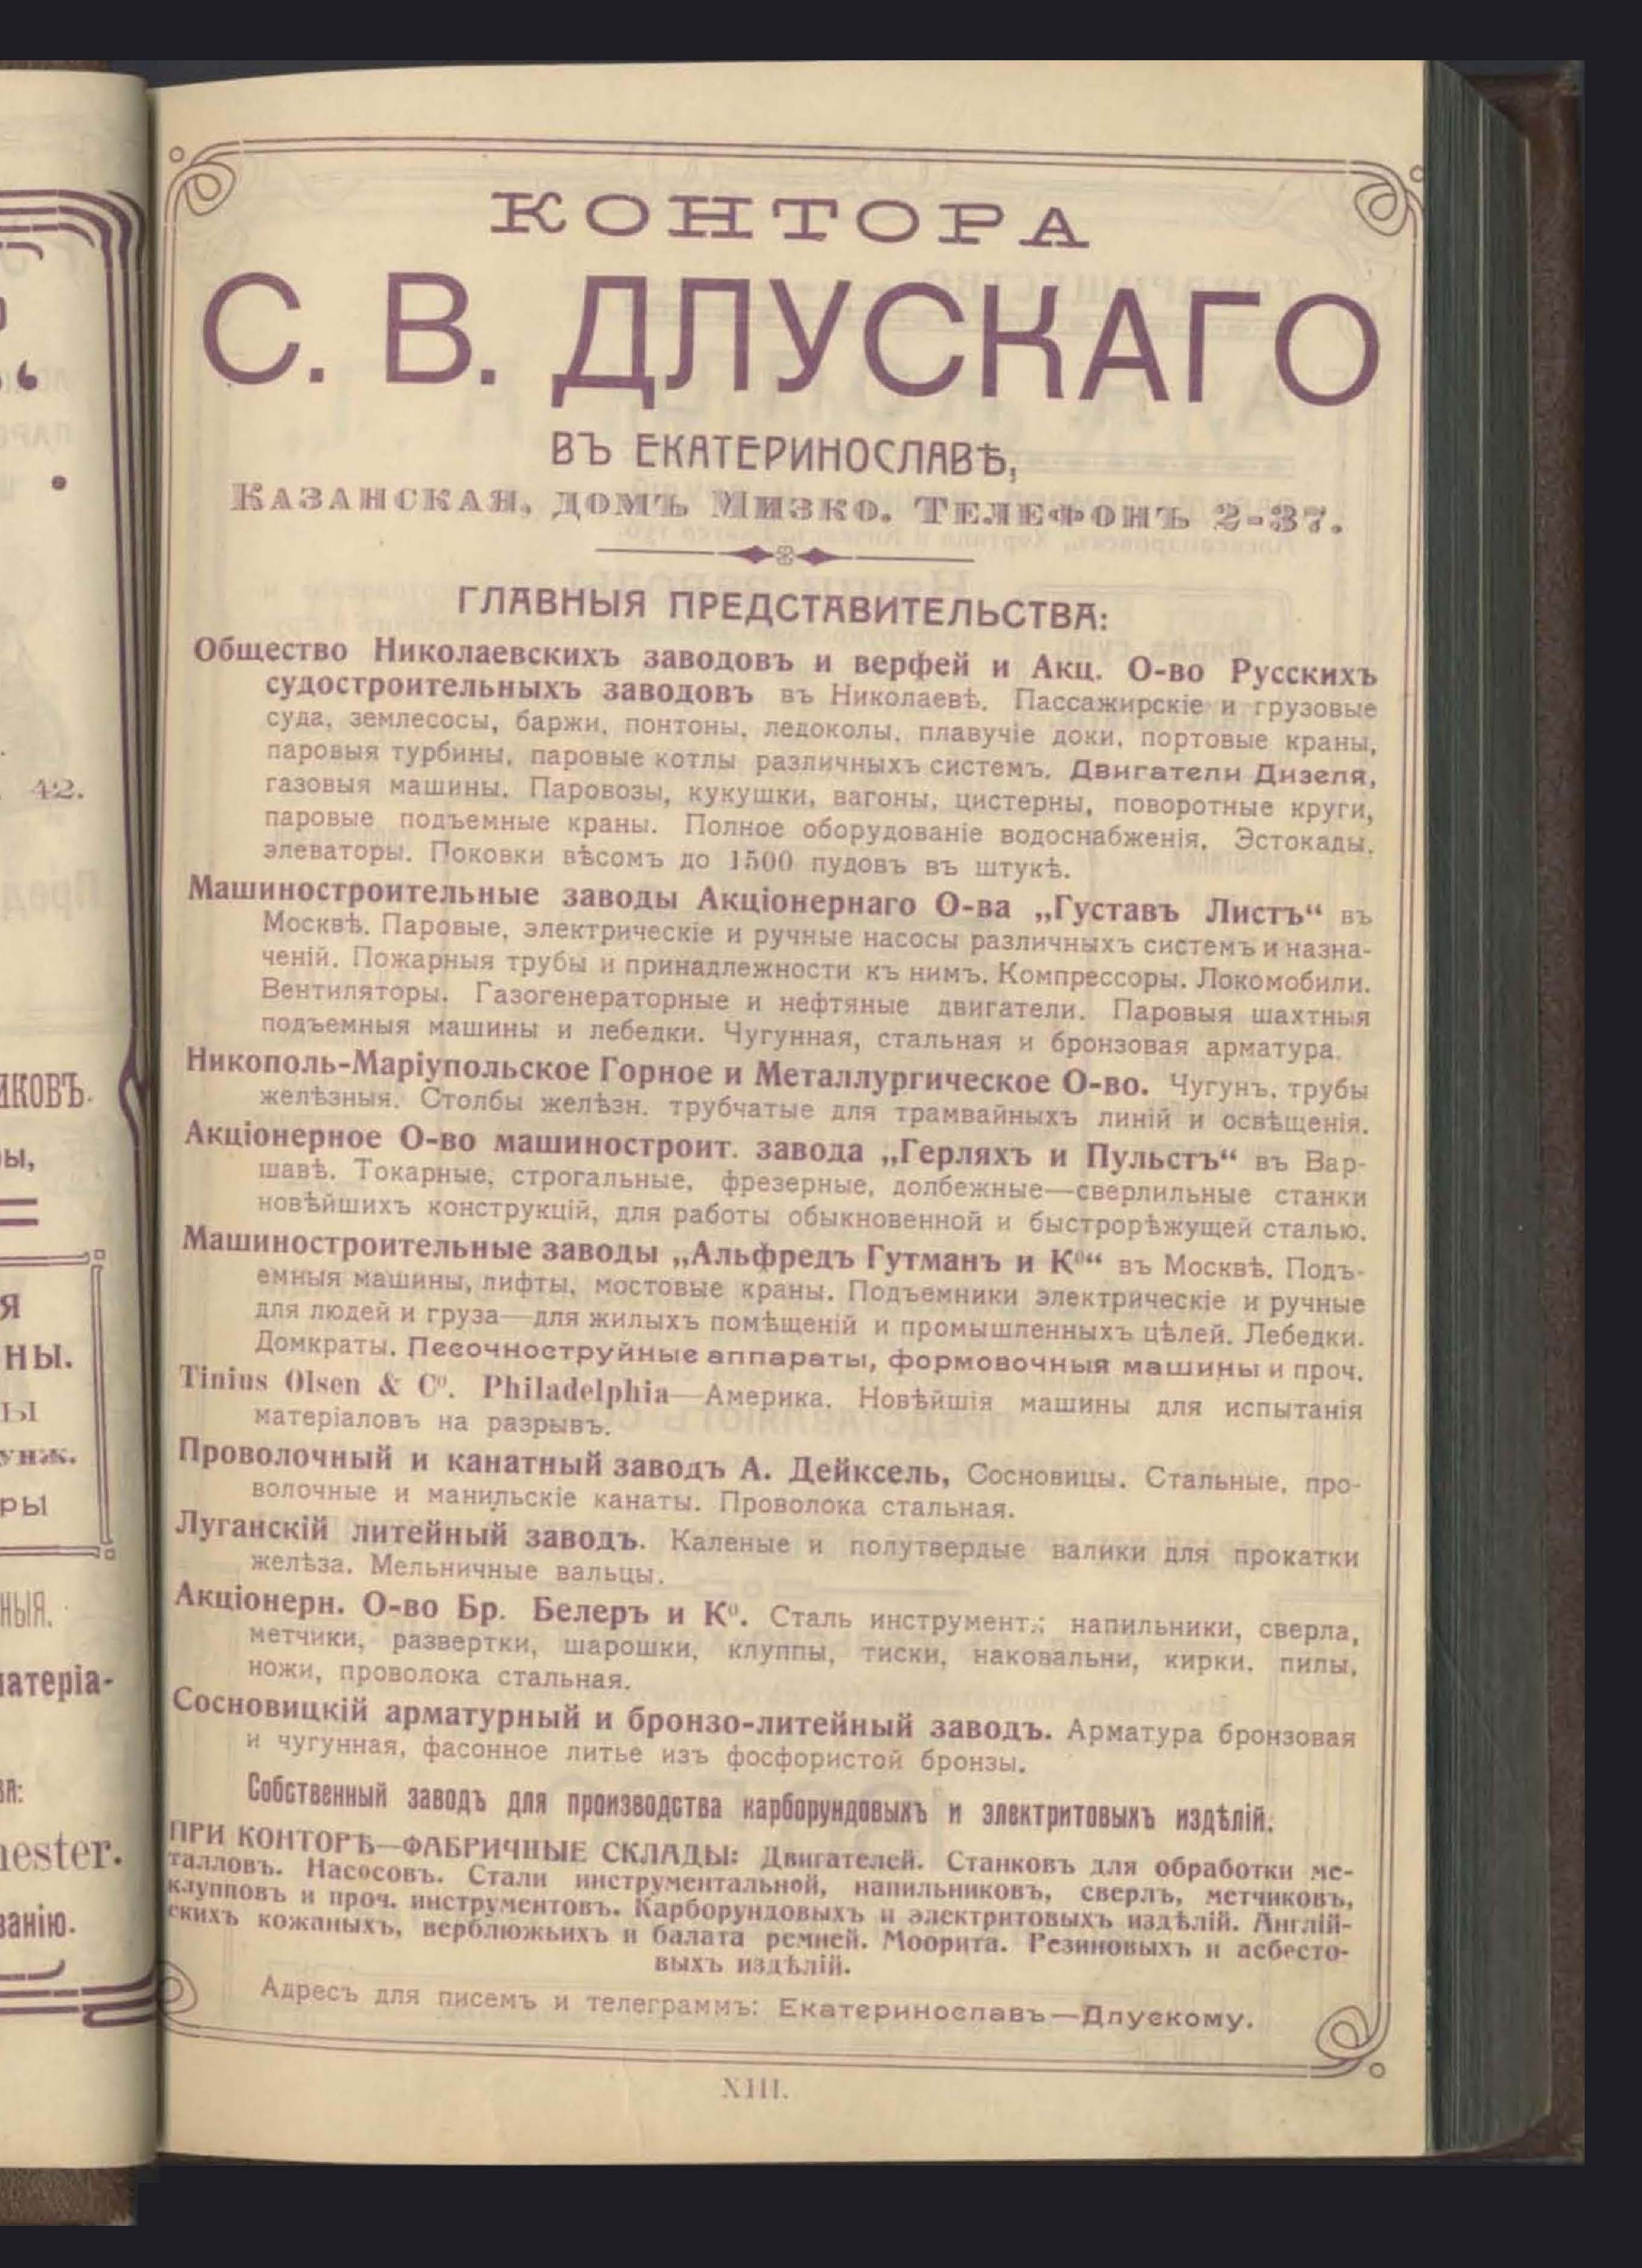 КОНТОРА
С. В. ДЛУСКАГО
ВЪ ЕКАТЕРИНОСЛАВѢ,
Казанская, домъ Мизко. Телефонъ 2-37.
ГЛАВНЫЯ ПРЕДСТАВИТЕЛЬСТВА:
Общество Николаевскихъ заводовъ и верфей и Акц. О-во Русскихъ
судостроительныхъ заводовъ въ Николаевѣ. Пассажирскіе и грузовые
суда, землесосы, баржи, понтоны, ледоколы, плавучіе доки, портовые краны,
паровыя турбины, паровые котлы различныхъ системъ. Двигатели Дизеля,
газовыя машины. Паровозы, кукушки, вагоны, цистерны, поворотные круги,
паровые подъемные краны. Полное оборудованіе водоснабженія. Эстокады,
элеваторы. Поковки вѣсомъ до 1500 пудовъ въ штукѣ.
Машиностроительные заводы Акціонернаго О-ва „Густавъ Листъ“ въ
Москвѣ. Паровые, электрическіе и ручные насосы различныхъ системъ и назна-
ченій. Пожарныя трубы и принадлежности къ нимъ. Компрессоры. Локомобили.
Вентиляторы. Газогенераторные и нефтяные двигатели. Паровыя шахтныя
подъемныя машины и лебедки. Чугунная, стальная и бронзовая арматура.
Никополь-Маріупольское Горное и Металлургическое О-во. Чугунъ, трубы
желѣзныя. Столбы желѣзн. трубчатые для трамвайныхъ линій и освѣщенія.
Акціонерное О-во машиностроит. завода „Герляхъ и Пульстъ“ въ Вар-
шавѣ. Токарные, строгальные, фрезерные, долбежные—сверлильные станки
новѣйшихъ конструкцій, для работы обыкновенной и быстрорѣжущей сталью.
Машиностроительные заводы „Альфредъ Гутманъ и Ко“ въ Москвѣ. Подъ-
емныя машины, лифты, мостовые краны. Подъемники электрическіе и ручные
для людей и груза—для жилыхъ помѣщеній и промышленныхъ цѣлей. Лебедки.
Домкраты. Песочноструйные аппараты, формовочныя машины и проч.
Tinius Olsen & Co. Philadelphia—Америка. Новѣйшія машины для испытанія
матеріаловъ на разрывъ.
Проволочный и канатный заводъ А. Дейксель, Сосновицы. Стальные, про-
волочные и манильскіе канаты. Проволока стальная.
Луганскій литейный заводъ. Каленые и полутвердые валики для прокатки
желѣза. Мельничные вальцы.
Акціонерн. О-во Бр. Белеръ и Ко. Сталь инструмент.; напильники, сверла,
метчики, развертки, шарошки, клуппы, тиски, наковальни, кирки, пилы,
ножи, проволока стальная.
Сосновицкій арматурный и бронзо-литейный заводъ. Арматура бронзовая
и чугунная, фасонное литье изъ фосфористой бронзы.
Собственный заводъ для производства карборундовыхъ и электритовыхъ издѣлій.
ПРИ КОНТОРѢ—ФАБРИЧНЫЕ СКЛАДЫ: Двигателей. Станковъ для обработки ме-
талловъ. Насосовъ. Стали инструментальной, напильниковъ, сверлъ, метчиковъ,
клупповъ и проч. инструментовъ. Карборундовыхъ и электритовыхъ издѣлій. Англій-
скихъ кожаныхъ, верблюжьихъ и балата ремней. Моорита. Резиновыхъ и асбесто-
выхъ издѣлій.
Адресъ для писемъ и телеграммъ: Екатеринославъ—Длускому.
XIII.